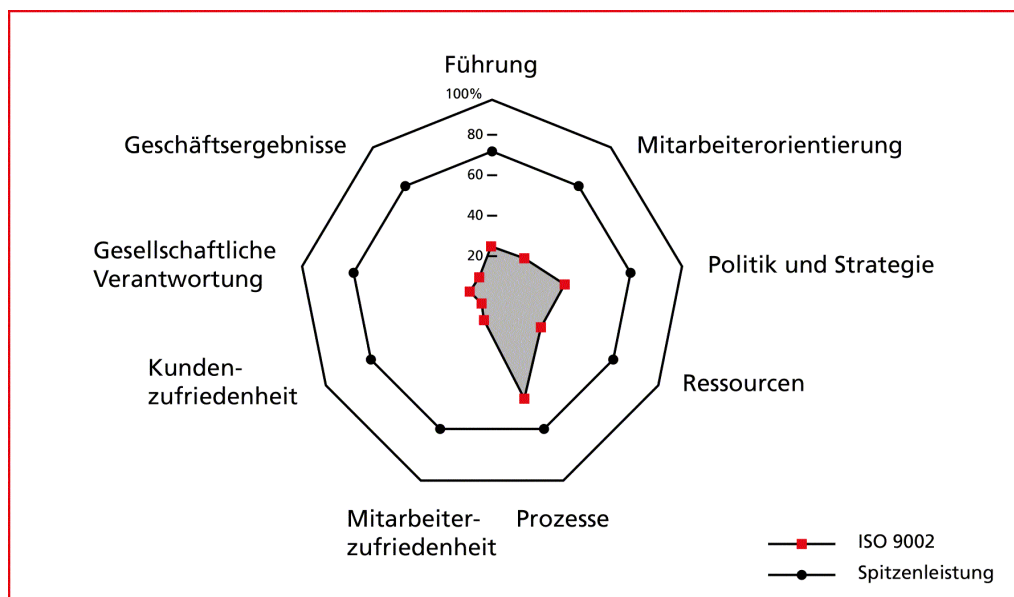 Führung
100%
Geschäftsergebnisse
80
Mitarbeiterorientierung
60
40
Gesellschaftliche
Verantwortung
20
Politik und Strategie
Kunden-
zufriedenheit
Ressourcen
Mitarbeiter-
zufriedenheit
Prozesse
ISO 9002
Spitzenleistung